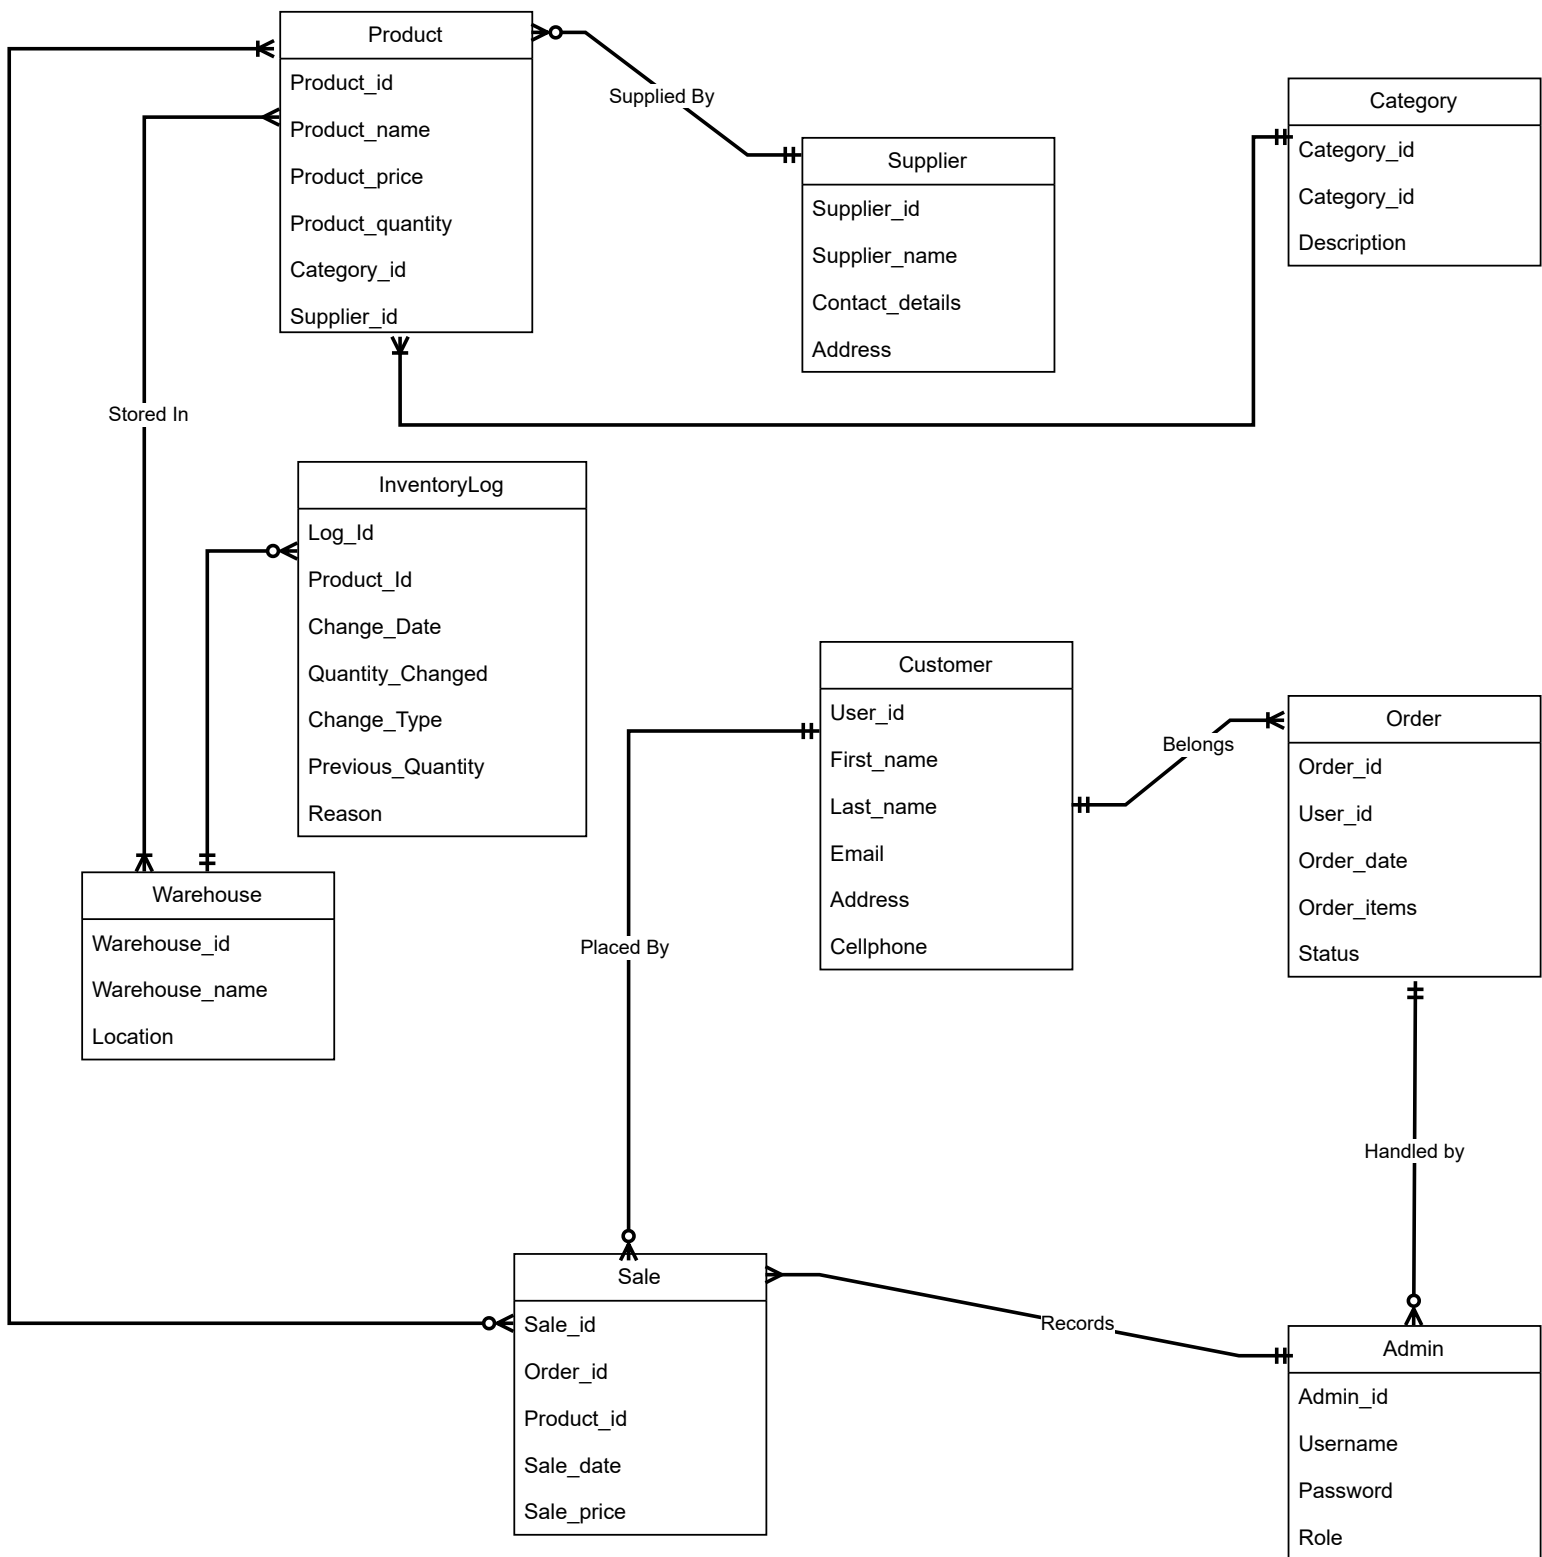 Product
Product_id
Product_name
Product_price
Product_quantity
Category_id
Supplier_id
Supplied By
Supplier
Supplier_id
Supplier_name
Contact_details
Address
Category
Category_id
Category_id
Description
Stored In
InventoryLog
Log_Id
Product_Id
Change_Date
Quantity_Changed
Change_Type
Previous_Quantity
Reason
Warehouse
Warehouse_id
Warehouse_name
Location
Customer
User_id
First_name
Last_name
Email
Address
Cellphone
Belongs
Order
Order_id
User_id
Order_date
Order_items
Status
Placed By
Handled by
Sale
Sale_id
Order_id
Product_id
Sale_date
Sale_price
Records
Admin
Admin_id
Username
Password
Role